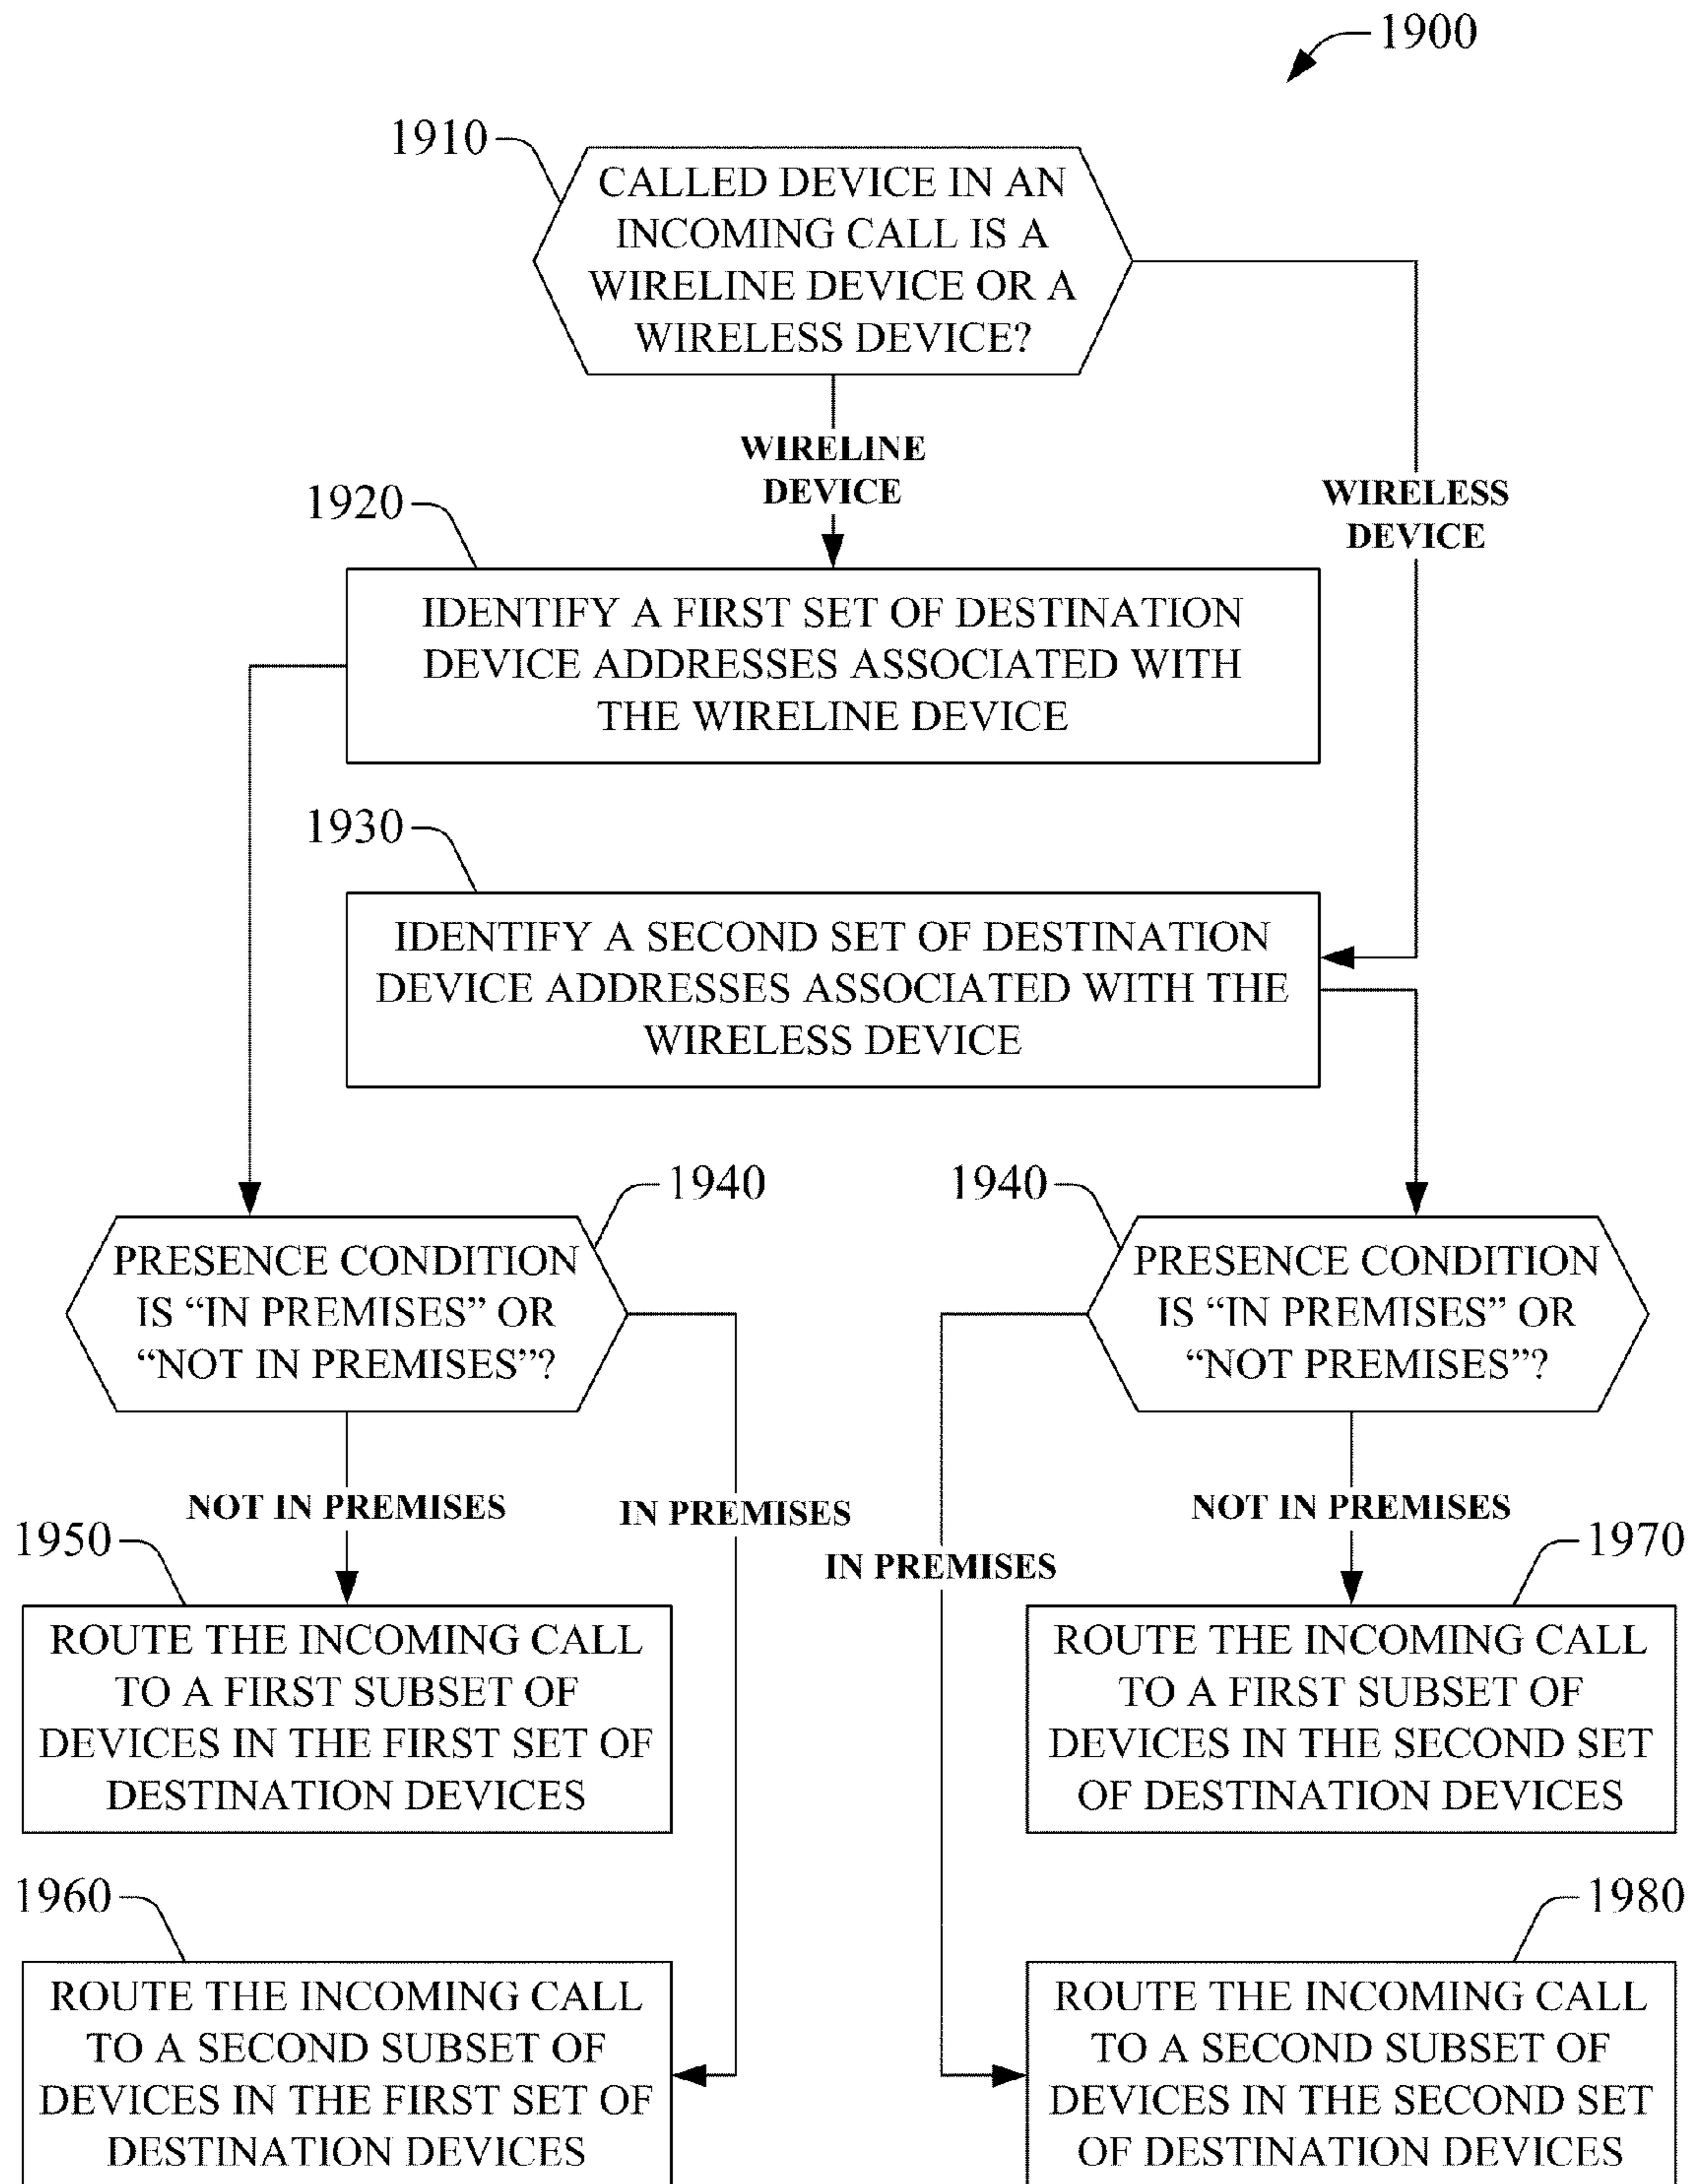 1900
1910
CALLED DEVICE IN AN
INCOMING CALL IS A
WIRELINE DEVICE OR A
WIRELESS DEVICE?
WIRELINE
DEVICE
WIRELESS
DEVICE
1920
IDENTIFY A FIRST SET OF DESTINATION
DEVICE ADDRESSES ASSOCIATED WITH
THE WIRELINE DEVICE
1930
IDENTIFY A SECOND SET OF DESTINATION
DEVICE ADDRESSES ASSOCIATED WITH THE
WIRELESS DEVICE
1940
PRESENCE CONDITION
IS “IN PREMISES” OR
“NOT IN PREMISES”?
1940
PRESENCE CONDITION
IS “IN PREMISES” OR
“NOT PREMISES”?
NOT IN PREMISES
IN PREMISES
IN PREMISES
NOT IN PREMISES
1950
ROUTE THE INCOMING CALL
TO A FIRST SUBSET OF
DEVICES IN THE FIRST SET OF
DESTINATION DEVICES
1970
ROUTE THE INCOMING CALL
TO A FIRST SUBSET OF
DEVICES IN THE SECOND SET
OF DESTINATION DEVICES
1960
ROUTE THE INCOMING CALL
TO A SECOND SUBSET OF
DEVICES IN THE FIRST SET OF
DESTINATION DEVICES
1980
ROUTE THE INCOMING CALL
TO A SECOND SUBSET OF
DEVICES IN THE SECOND SET
OF DESTINATION DEVICES